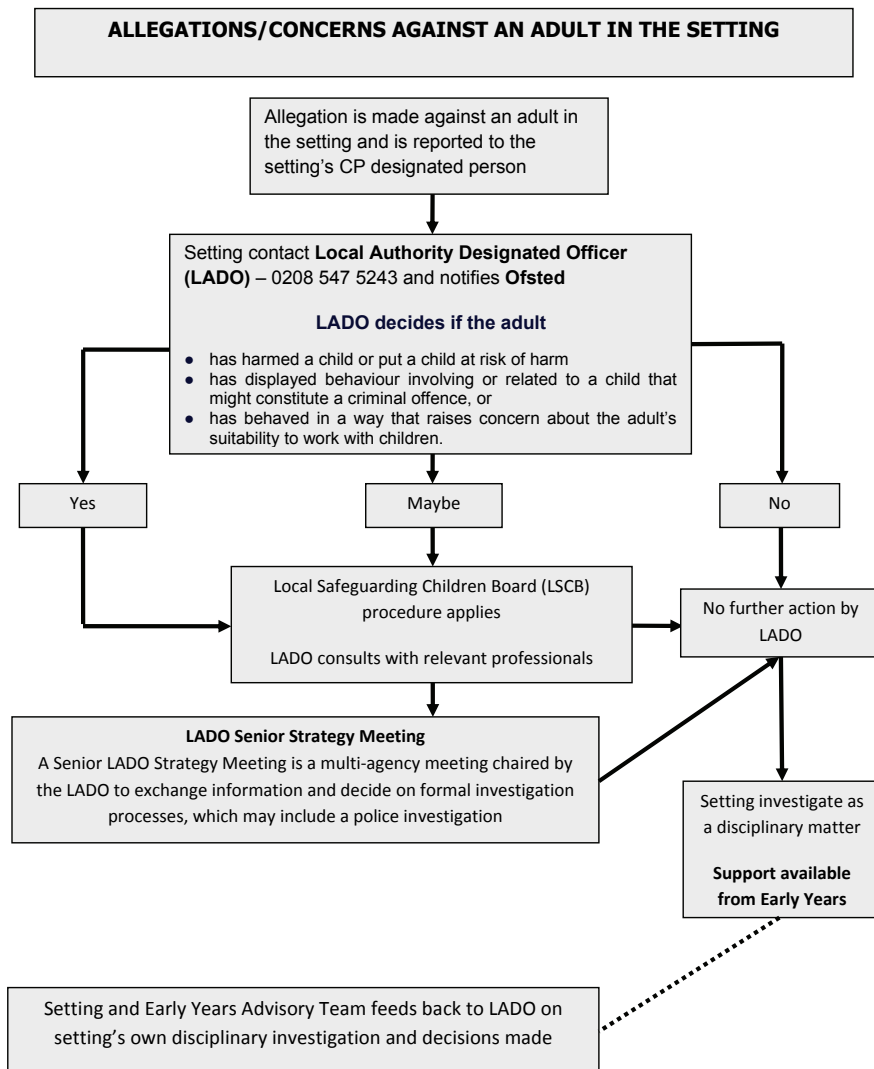 ALLEGATIONS/CONCERNS AGAINST AN ADULT IN THE SETTING
Allegation is made against an adult in
the setting and is reported to the
setting’s CP designated person
Setting contact Local Authority Designated Officer
(LADO) – 0208 547 5243 and notifies Ofsted
LADO decides if the adult
● has harmed a child or put a child at risk of harm
● has displayed behaviour involving or related to a child that
might constitute a criminal offence, or
● has behaved in a way that raises concern about the adult’s
suitability to work with children.
Yes
Maybe
No
Local Safeguarding Children Board (LSCB)
procedure applies
LADO consults with relevant professionals
No further action by
LADO
LADO Senior Strategy Meeting
A Senior LADO Strategy Meeting is a multi-agency meeting chaired by
the LADO to exchange information and decide on formal investigation
processes, which may include a police investigation
Setting investigate as
a disciplinary matter
Support available
from Early Years
Setting and Early Years Advisory Team feeds back to LADO on
setting’s own disciplinary investigation and decisions made